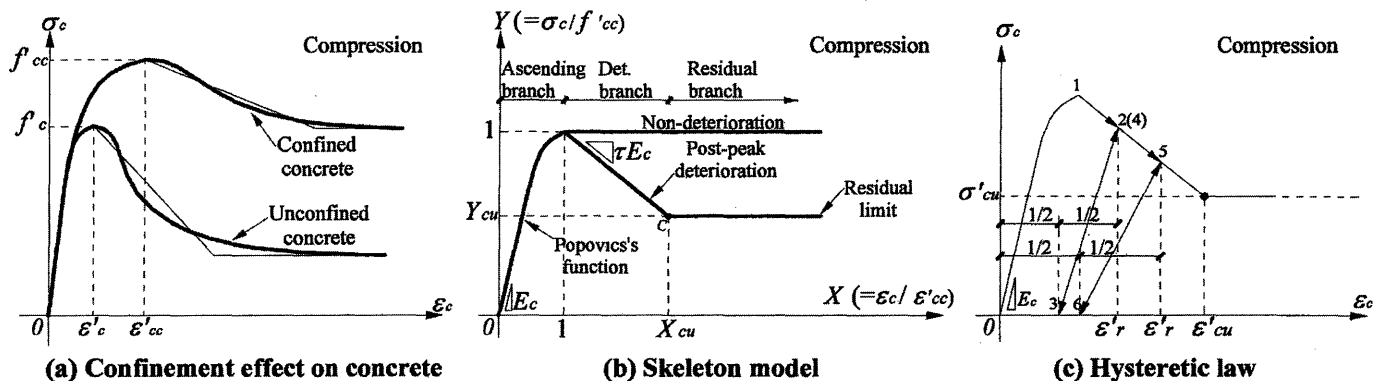 σc
Compression
f'cc
f'c
Confined
concrete
Unconfined
concrete
0
ε'c
ε'cc
εc
(a) Confinement effect on concrete
Y (=σc/f'cc)
Compression
Ascending
branch
Det.
branch
Residual
branch
1
Non-deterioration
τEc
Post-peak
deterioration
Residual
limit
Ycu
C
Popovics's
function
Ec
X (=εc/ε'cc)
0
1
Xcu
(b) Skeleton model
σc
Compression
1
2(4)
5
σ'cu
1/2
1/2
1/2
1/2
Ec
3
6
εc
0
ε'r
ε'r
ε'cu
(c) Hysteretic law